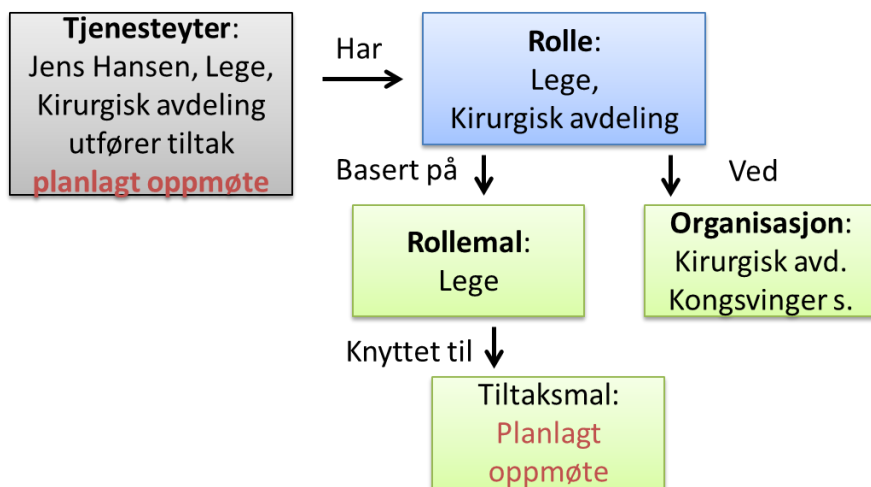 Tjenesteyter:
Jens Hansen, Lege,
Kirurgisk avdeling
utfører tiltak
planlagt oppmøte
Har
Rolle:
Lege,
Kirurgisk avdeling
Basert på
Ved
Rollemal:
Lege
Organisasjon:
Kirurgisk avd.
Kongsvinger s.
Knyttet til
Tiltaksmal:
Planlagt
oppmøte